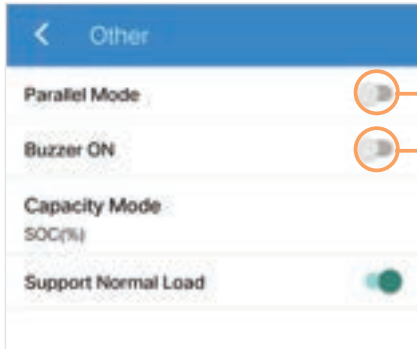 Other
Parallel Mode
Buzzer ON
Capacity Mode
SOC(%)
Support Normal Load